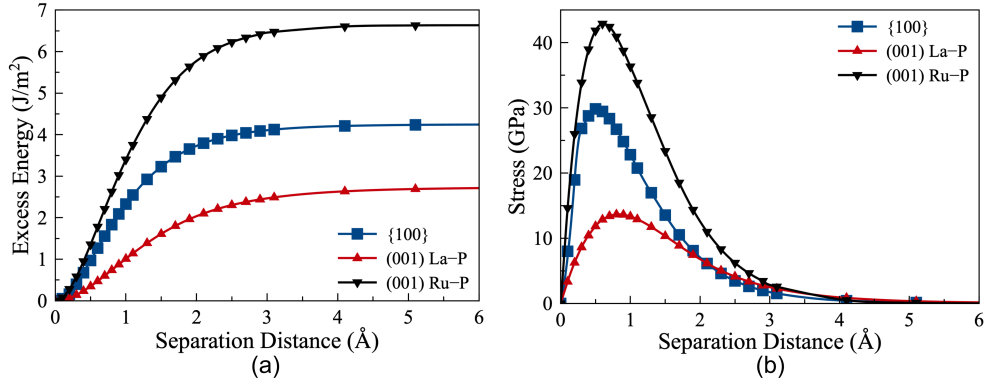 7
6
5
4
3
2
1
0
Excess Energy (J/m²)
{100}
(001) La−P
(001) Ru−P
0 1 2 3 4 5 6
Separation Distance (Å)
(a)
40
30
20
10
0
Stress (GPa)
{100}
(001) La−P
(001) Ru−P
0 1 2 3 4 5 6
Separation Distance (Å)
(b)